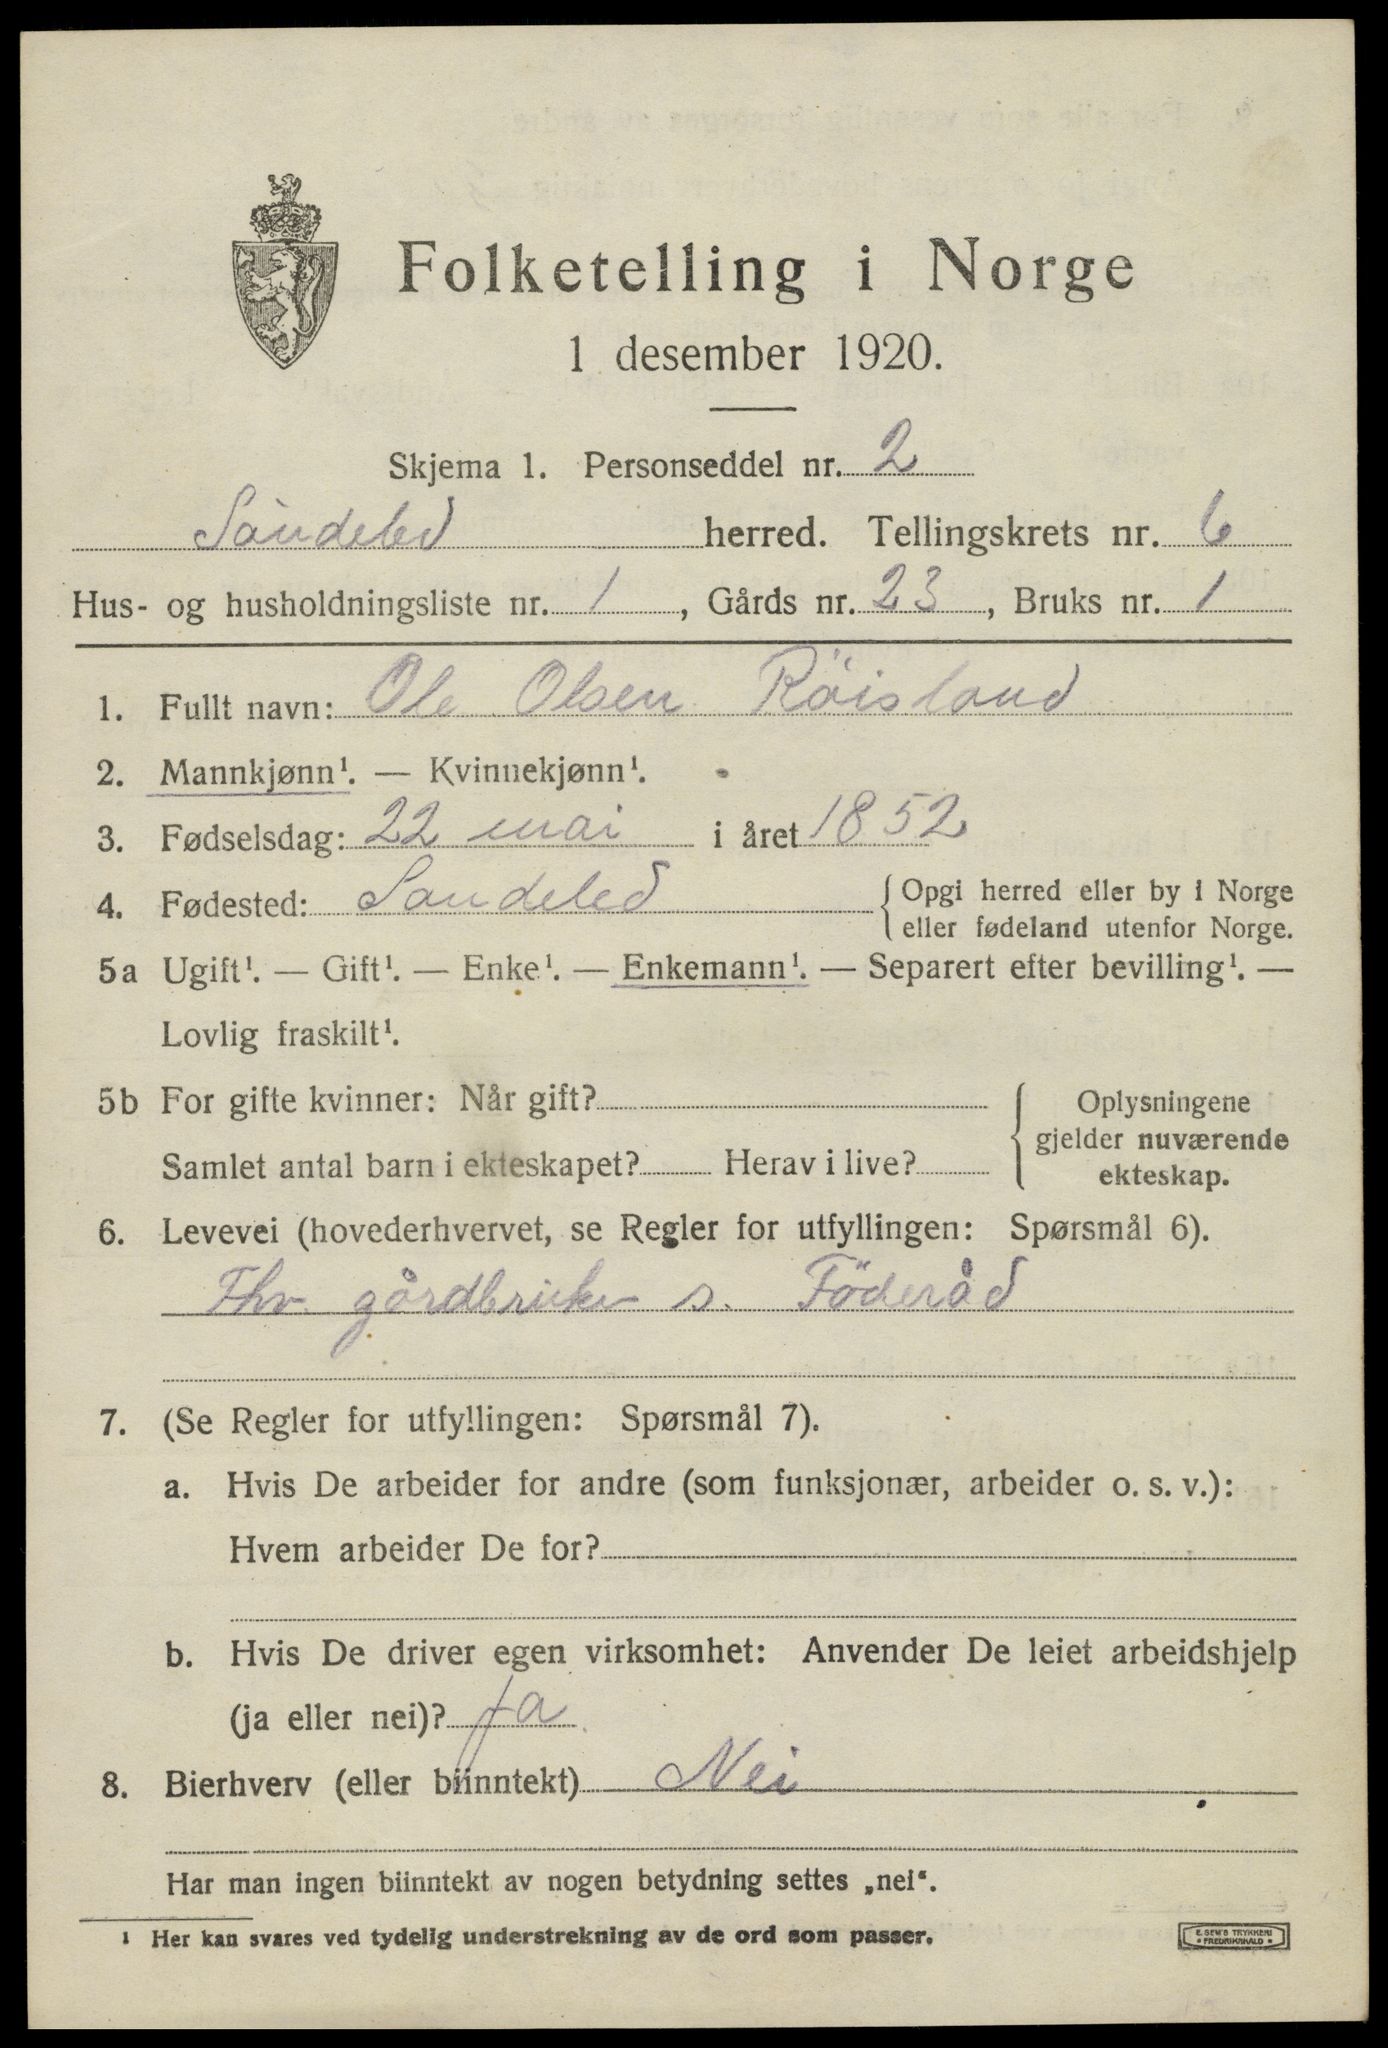 Folketelling i Norge
1 desember 1920.
Skjema 1. Personseddel nr. 2
Søndeled herred. Tellingskrets nr. 6
Hus- og husholdningsliste nr. 1, Gårds nr. 23, Bruks nr. 1
1. Fullt navn: Ole Olsen Röisland
2. Mannkjønn¹. — Kvinnekjønn¹.
3. Fødselsdag: 22 mai i året 1852
4. Fødested: Søndeled {Opgi herred eller by i Norge
eller fødeland utenfor Norge.
5a Ugift¹. — Gift¹. — Enke¹. — Enkemann¹. — Separert efter bevilling¹. —
Lovlig fraskilt¹.
5b For gifte kvinner: Når gift? Oplysningene
gjelder nuværende
Samlet antal barn i ekteskapet? Herav i live? ekteskap.
6. Levevei (hovederhvervet, se Regler for utfyllingen: Spørsmål 6).
Fhv. gårdbruker s. Föderåd
7. (Se Regler for utfyllingen: Spørsmål 7).
a. Hvis De arbeider for andre (som funksjonær, arbeider o. s. v.):
Hvem arbeider De for?
b. Hvis De driver egen virksomhet: Anvender De leiet arbeidshjelp
(ja eller nei)? ja
8. Bierhverv (eller biinntekt) Nei
Har man ingen biinntekt av nogen betydning settes „nei“.
¹ Her kan svares ved tydelig understrekning av de ord som passer.
E. SEM'S TRYKKERI
• FREDRIKSHALD •